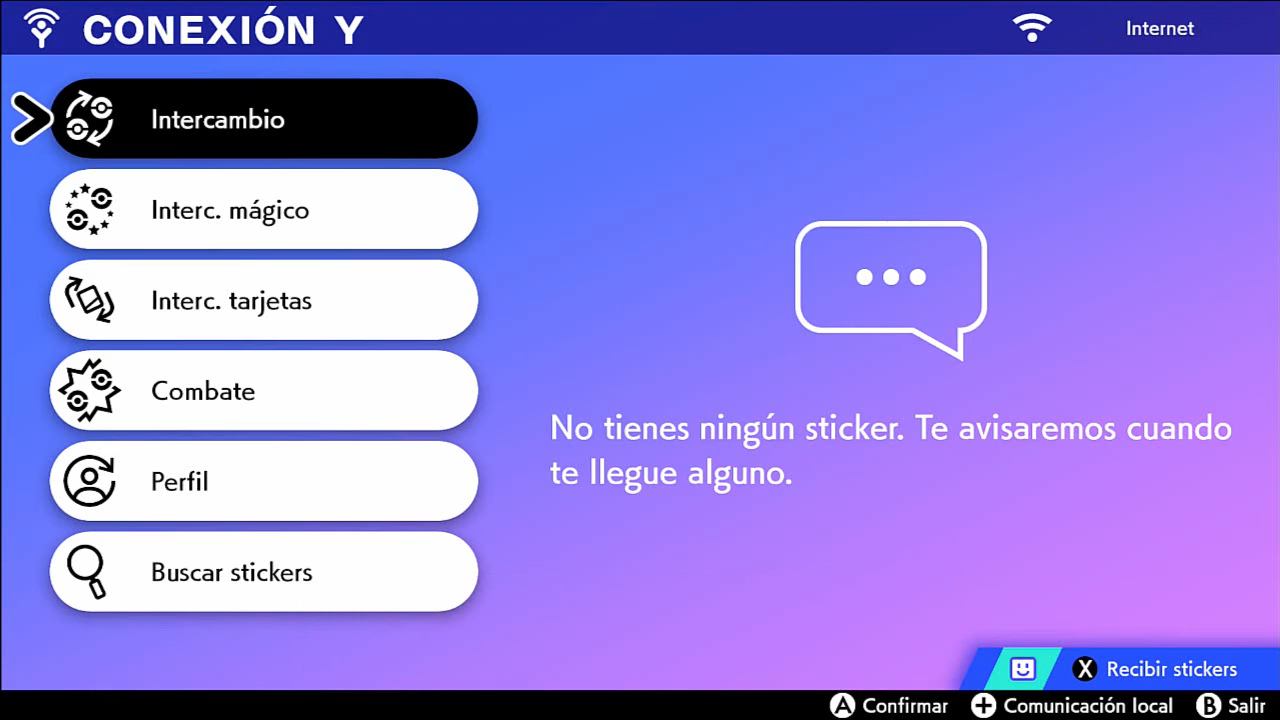 CONEXIÓN Y
Internet
Intercambio
Interc. mágico
Interc. tarjetas
Combate
Perfil
Buscar stickers
No tienes ningún sticker. Te avisaremos cuando
te llegue alguno.
X Recibir stickers
A Confirmar + Comunicación local B Salir